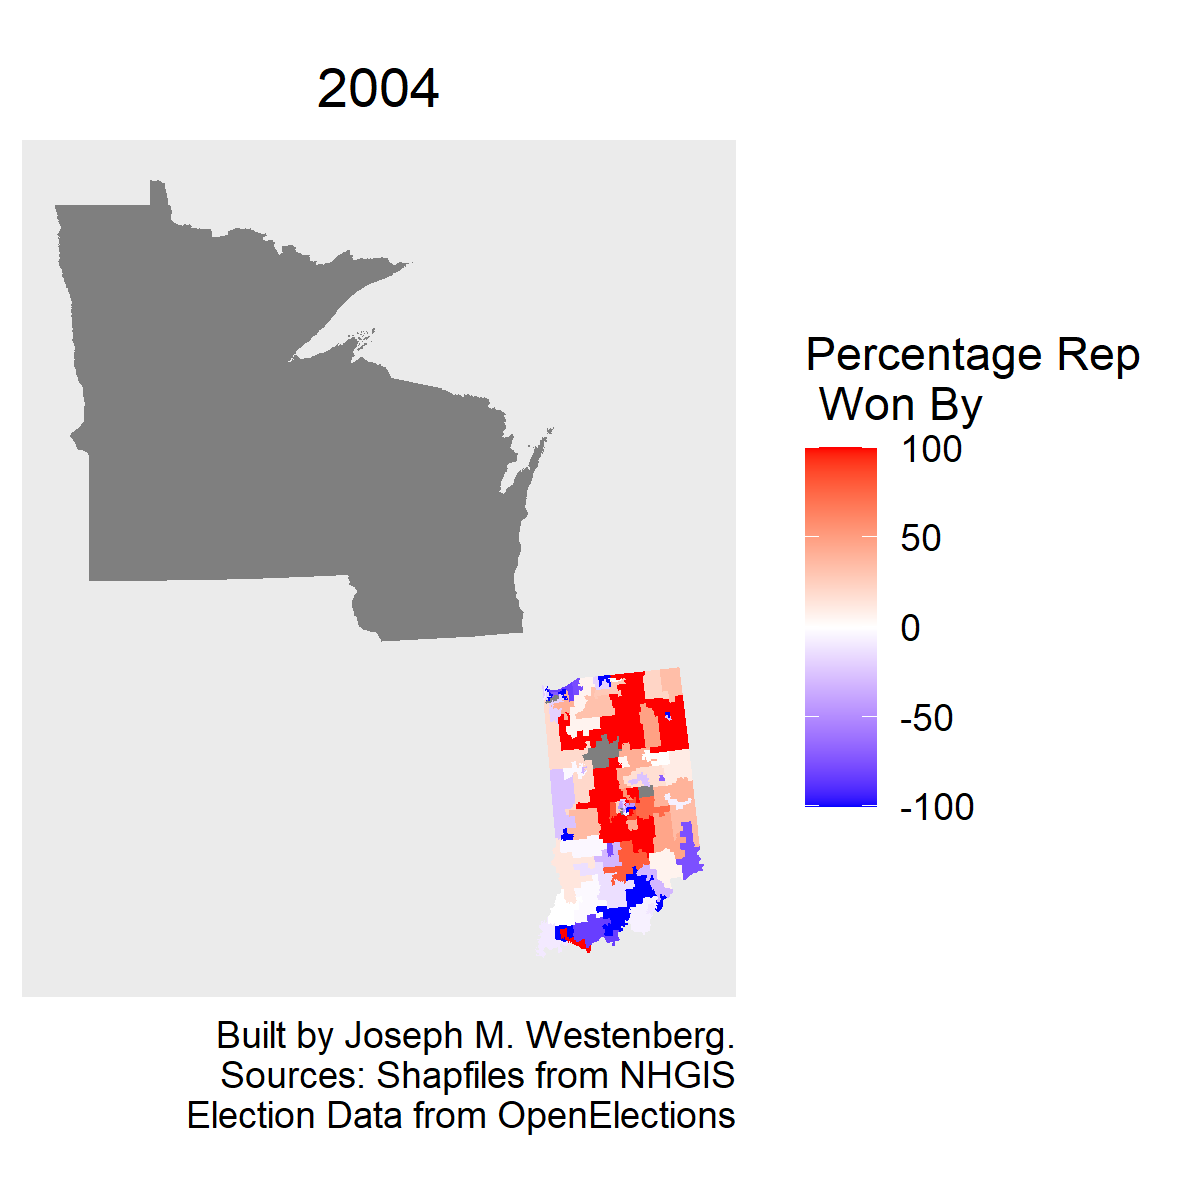 2004
Percentage Rep
Won By
100
50
0
-50
-100
Built by Joseph M. Westenberg.
Sources: Shapfiles from NHGIS
Election Data from OpenElections